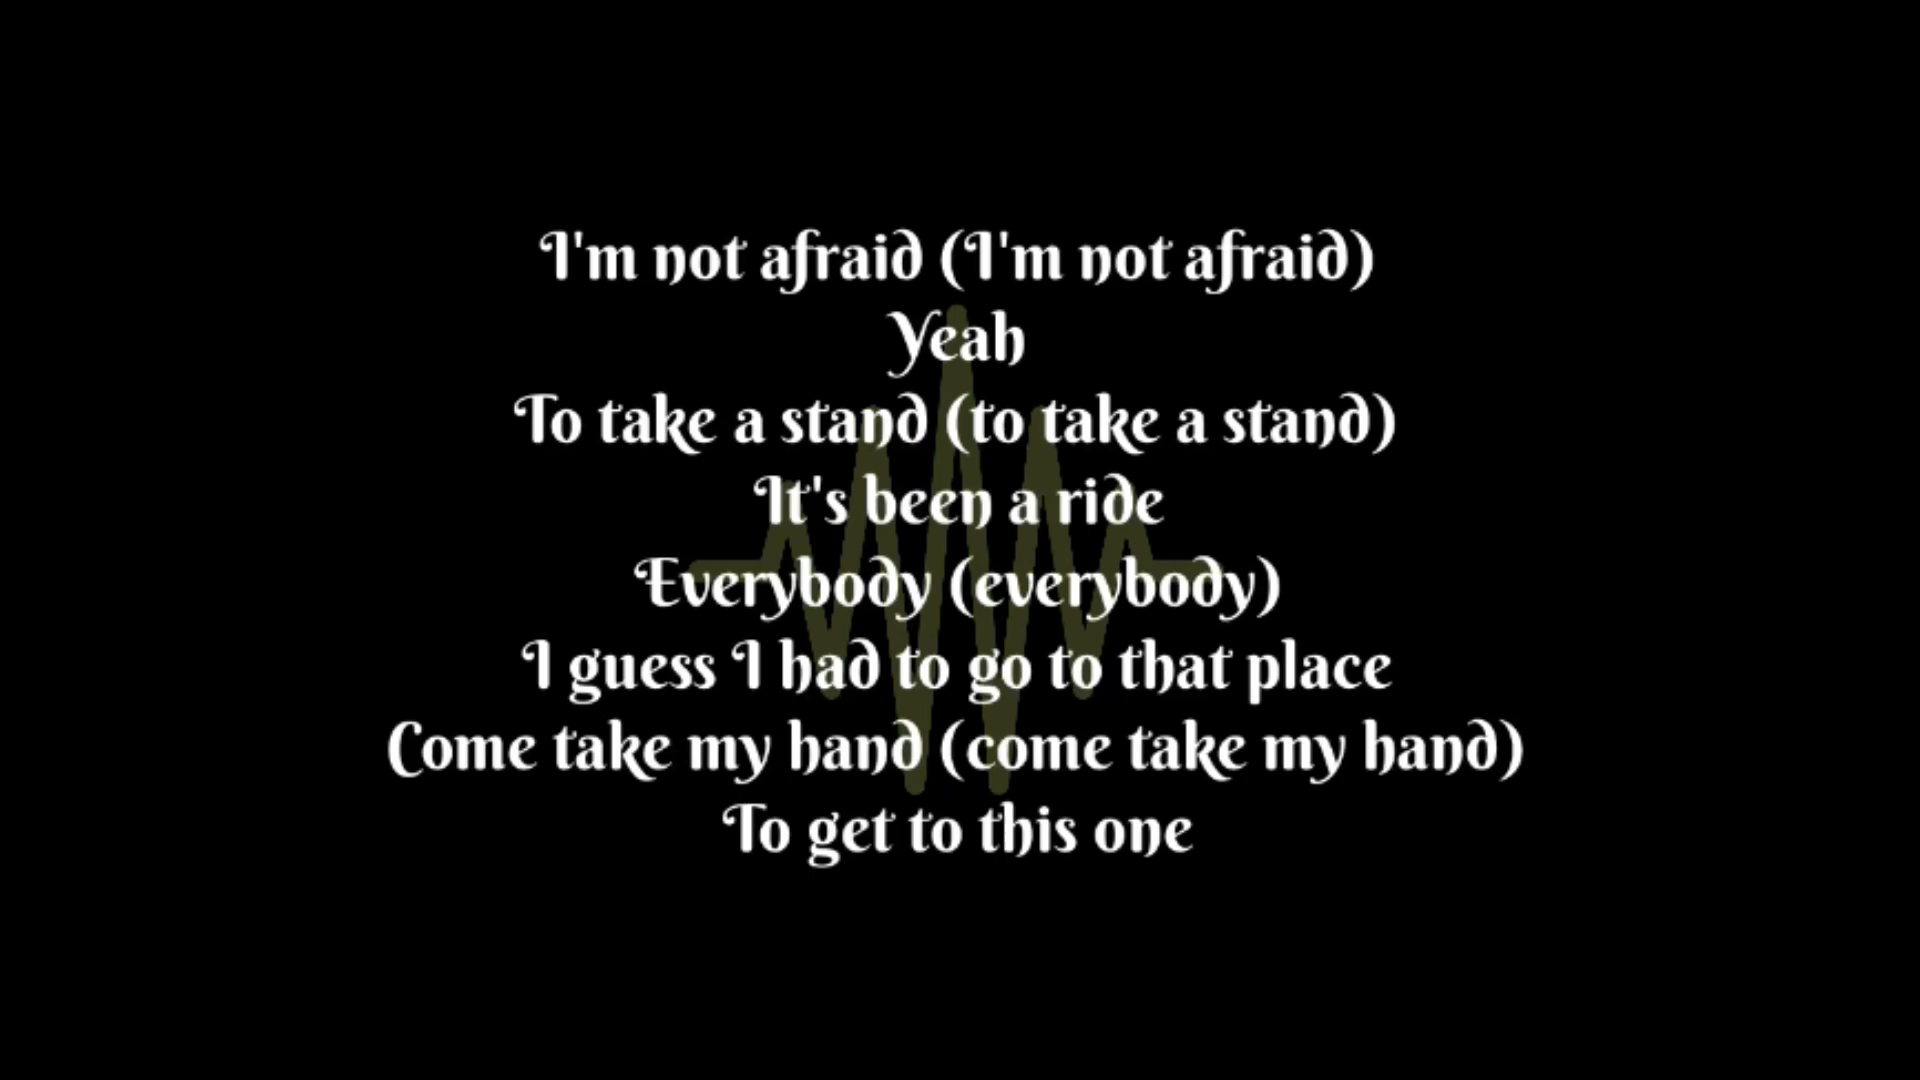 I'm not afraid (I'm not afraid)
Yeah
To take a stand (to take a stand)
It's been a ride
Everybody (everybody)
I guess I had to go to that place
Come take my hand (come take my hand)
To get to this one